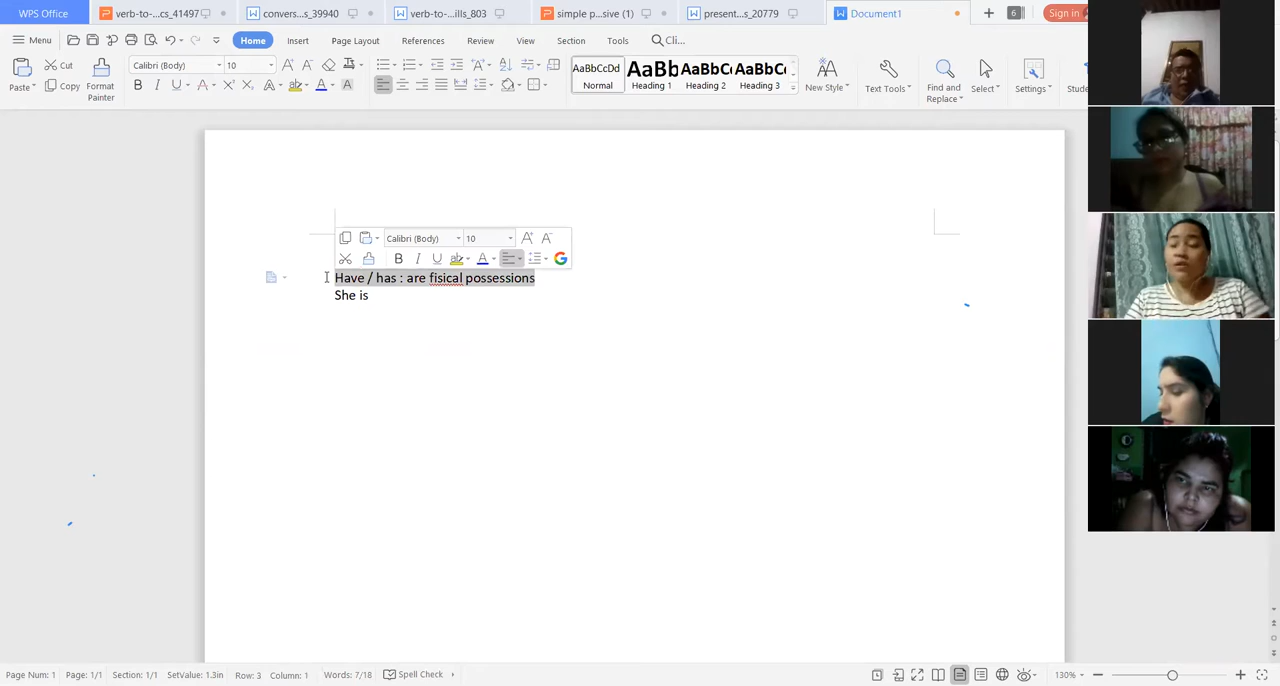 WPS Office
verb-to-...cs_41497
convers...s_39940
verb-to-...ills_803
simple p...sive (1)
present...s_20779
Document1
6
Sign in
Menu
Home
Insert
Page Layout
References
Review
View
Section
Tools
Cli...
Paste
Cut
Copy
Format Painter
Calibri (Body)
10
AaBbCcDd
Normal
AaBb
Heading 1
AaBbC
Heading 2
AaBbC
Heading 3
New Style
Text Tools
Find and Replace
Select
Settings
Stude
Calibri (Body)
10
Have / has : are fisical possessions
She is
Page Num: 1
Page: 1/1
Section: 1/1
SetValue: 1.3in
Row: 3
Column: 1
Words: 7/18
Spell Check
130%